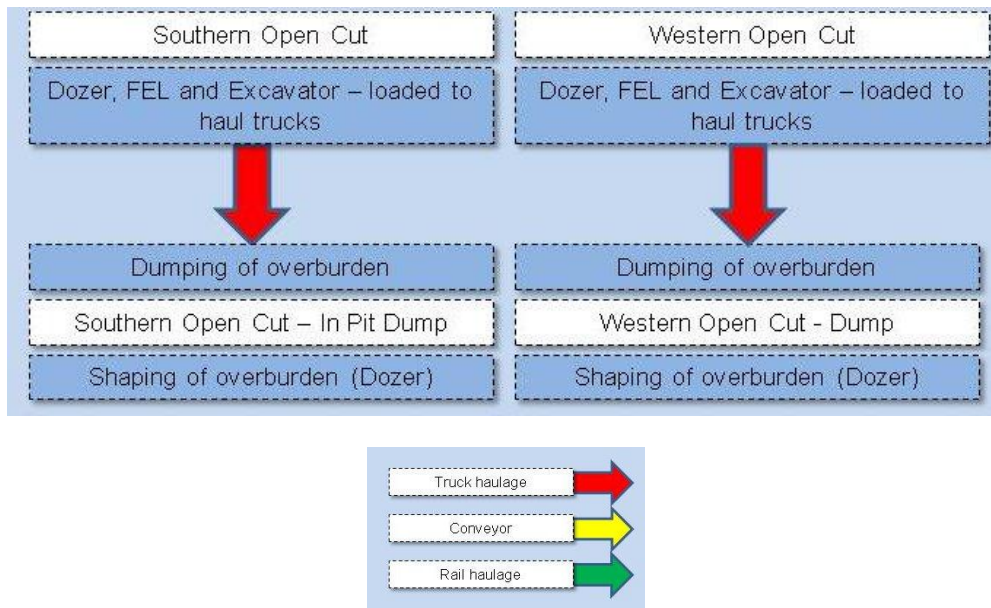 Southern Open Cut
Dozer, FEL and Excavator – loaded to
haul trucks
Dumping of overburden
Southern Open Cut – In Pit Dump
Shaping of overburden (Dozer)
Western Open Cut
Dozer, FEL and Excavator – loaded to
haul trucks
Dumping of overburden
Western Open Cut - Dump
Shaping of overburden (Dozer)
Truck haulage
Conveyor
Rail haulage